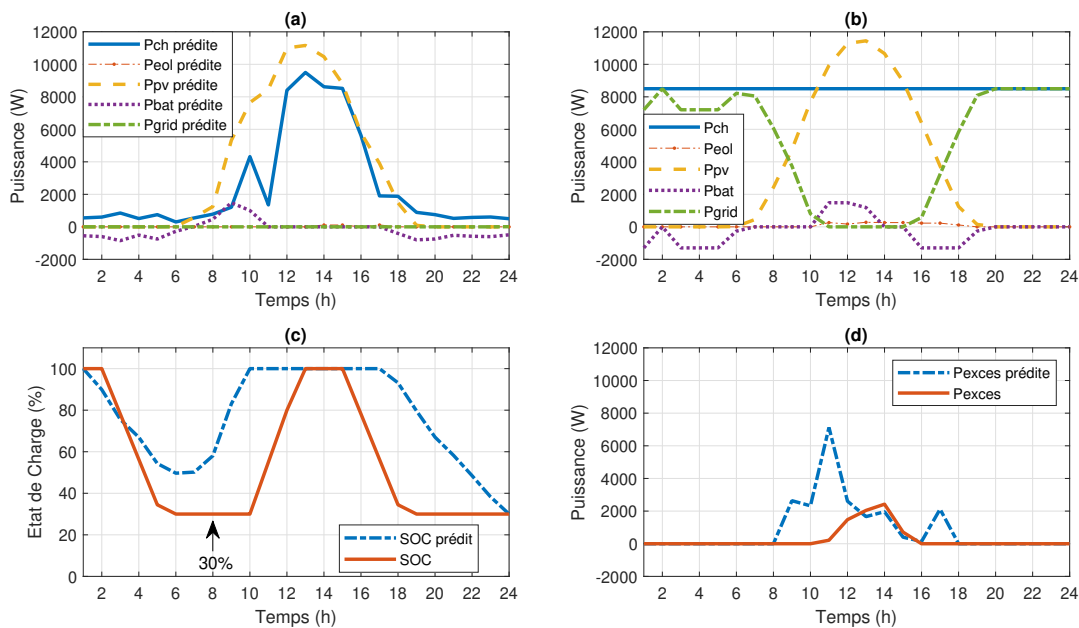 (a)
12000
10000
8000
6000
4000
2000
0
-2000
Puissance (W)
Pch prédite
Peol prédite
Ppv prédite
Pbat prédite
Pgrid prédite
2 4 6 8 10 12 14 16 18 20 22 24
Temps (h)
(b)
12000
10000
8000
6000
4000
2000
0
-2000
Puissance (W)
Pch
Peol
Ppv
Pbat
Pgrid
2 4 6 8 10 12 14 16 18 20 22 24
Temps (h)
(c)
100
80
60
40
20
0
Etat de Charge (%)
30%
SOC prédit
SOC
2 4 6 8 10 12 14 16 18 20 22 24
Temps (h)
(d)
12000
10000
8000
6000
4000
2000
0
-2000
Puissance (W)
Pexces prédite
Pexces
2 4 6 8 10 12 14 16 18 20 22 24
Temps (h)